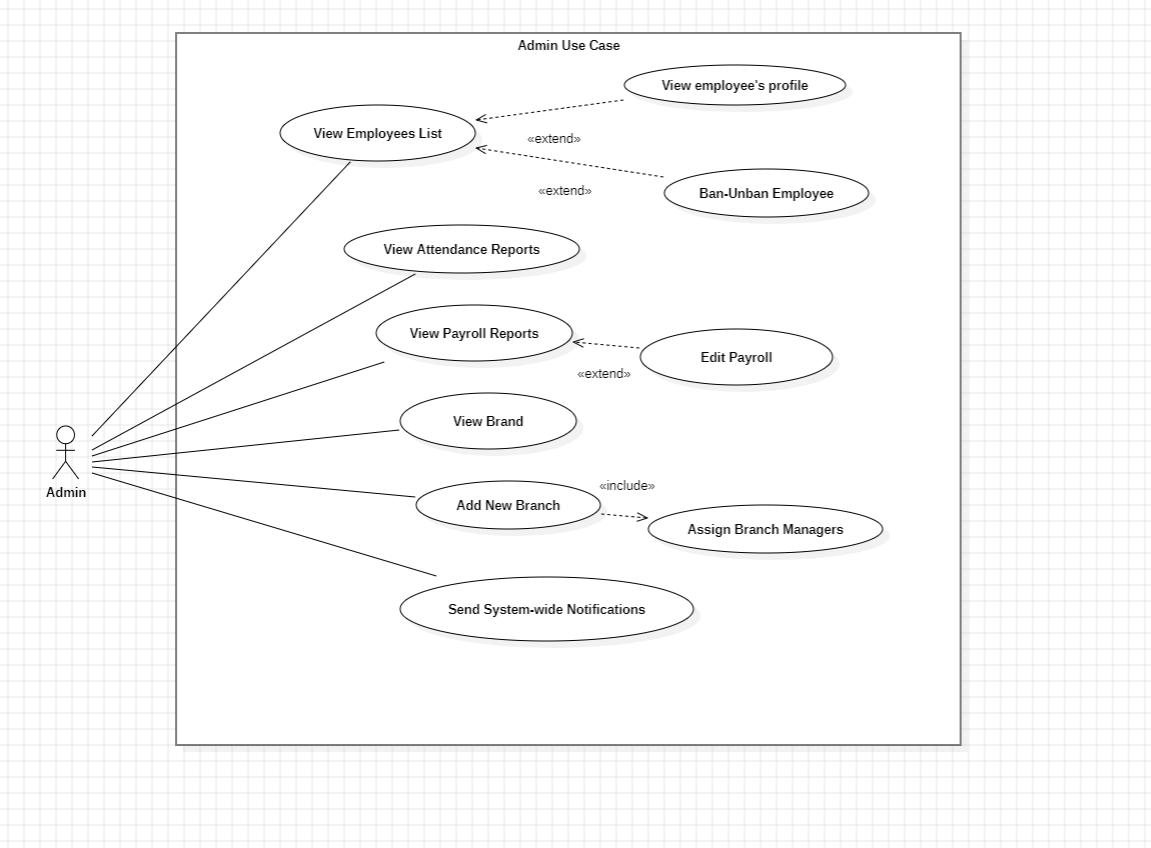 Admin Use Case
View employee's profile
View Employees List
«extend»
«extend»
Ban-Unban Employee
View Attendance Reports
View Payroll Reports
Edit Payroll
«extend»
View Brand
«include»
Add New Branch
Admin
Assign Branch Managers
Send System-wide Notifications